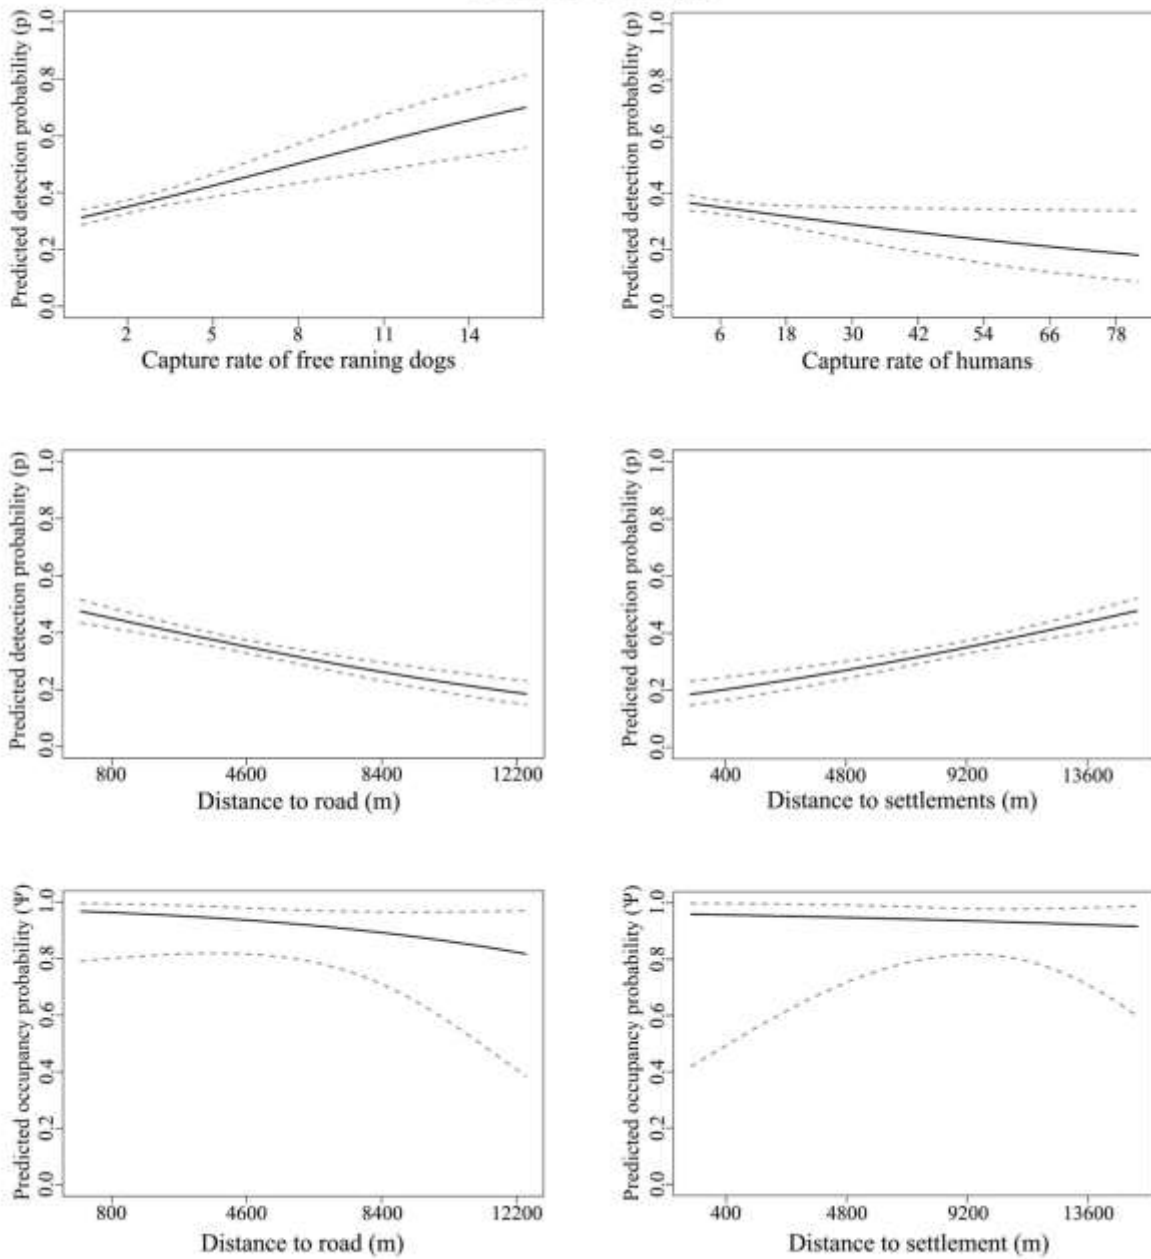 Predicted detection probability (p)
0.0 0.2 0.4 0.6 0.8 1.0
2 5 8 11 14
Capture rate of free raning dogs
Predicted detection probability (p)
0.0 0.2 0.4 0.6 0.8 1.0
6 18 30 42 54 66 78
Capture rate of humans
Predicted detection probability (p)
0.0 0.2 0.4 0.6 0.8 1.0
800 4600 8400 12200
Distance to road (m)
Predicted detection probability (p)
0.0 0.2 0.4 0.6 0.8 1.0
400 4800 9200 13600
Distance to settlements (m)
Predicted occupancy probability (Ψ)
0.0 0.2 0.4 0.6 0.8 1.0
800 4600 8400 12200
Distance to road (m)
Predicted occupancy probability (Ψ)
0.0 0.2 0.4 0.6 0.8 1.0
400 4800 9200 13600
Distance to settlement (m)